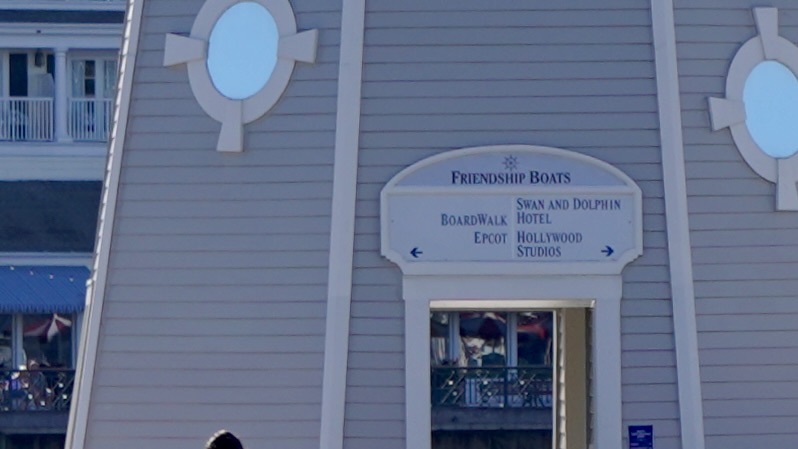 FRIENDSHIP BOATS
BOARDWALK
EPCOT
SWAN AND DOLPHIN
HOTEL
HOLLYWOOD
STUDIOS